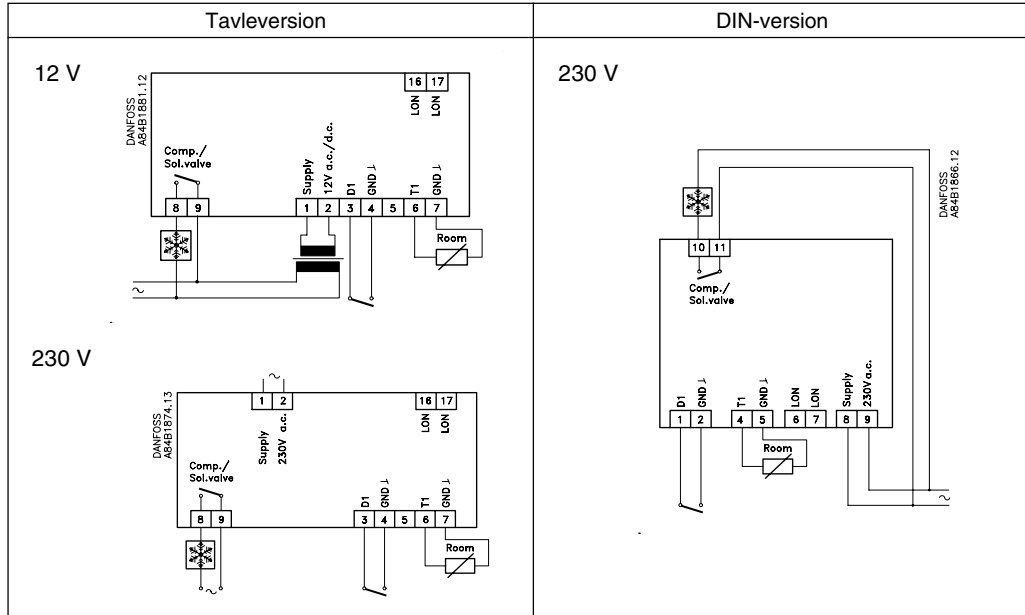 Tavleversion
DIN-version
12 V
DANFOSS
A84B1881.12
16 17
LON
LON
Comp./
Sol.valve
Supply
12V a.c./d.c.
D1
GND ⊥
T1
GND ⊥
8 9
1 2 3 4 5 6 7
Room
~
230 V
DANFOSS
A84B1874.13
~
1 2
16 17
Supply
230V a.c.
LON
LON
Comp./
Sol.valve
D1
GND ⊥
T1
GND ⊥
8 9
3 4 5 6 7
Room
~
230 V
DANFOSS
A84B1866.12
10 11
Comp./
Sol.valve
D1
GND ⊥
T1
GND ⊥
LON
LON
Supply
230V a.c.
1 2
4 5
6 7
8 9
Room
~